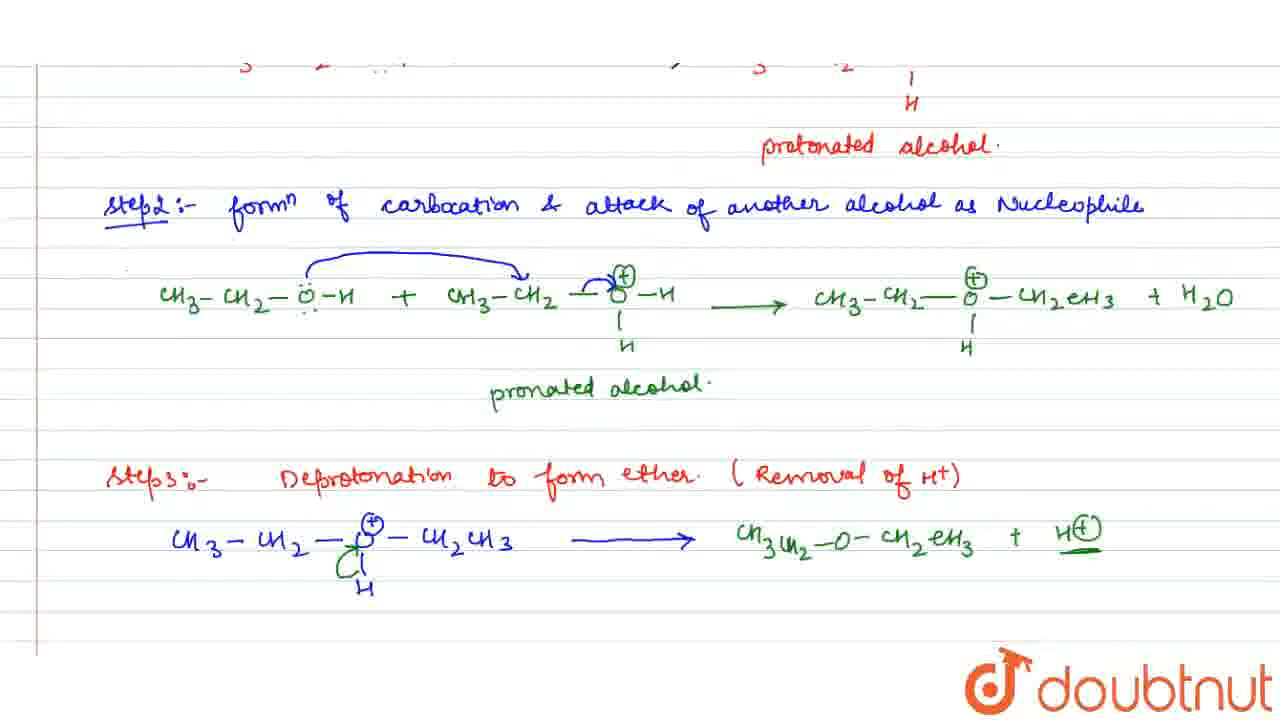 H
protonated alcohol.
Step2:- formⁿ of carbocation & attack of another alcohol as Nucleophile
CH3-CH2-O-H + CH3-CH2-O-H ⟶ CH3-CH2-O-CH2CH3 + H2O
⊕ ⊕
H H
pronated alcohol.
Step3:- Deprotonation to form ether. (Removal of H+)
CH3-CH2-O-CH2CH3 ⟶ CH3CH2-O-CH2CH3 + H⊕
⊕
H
doubtnut